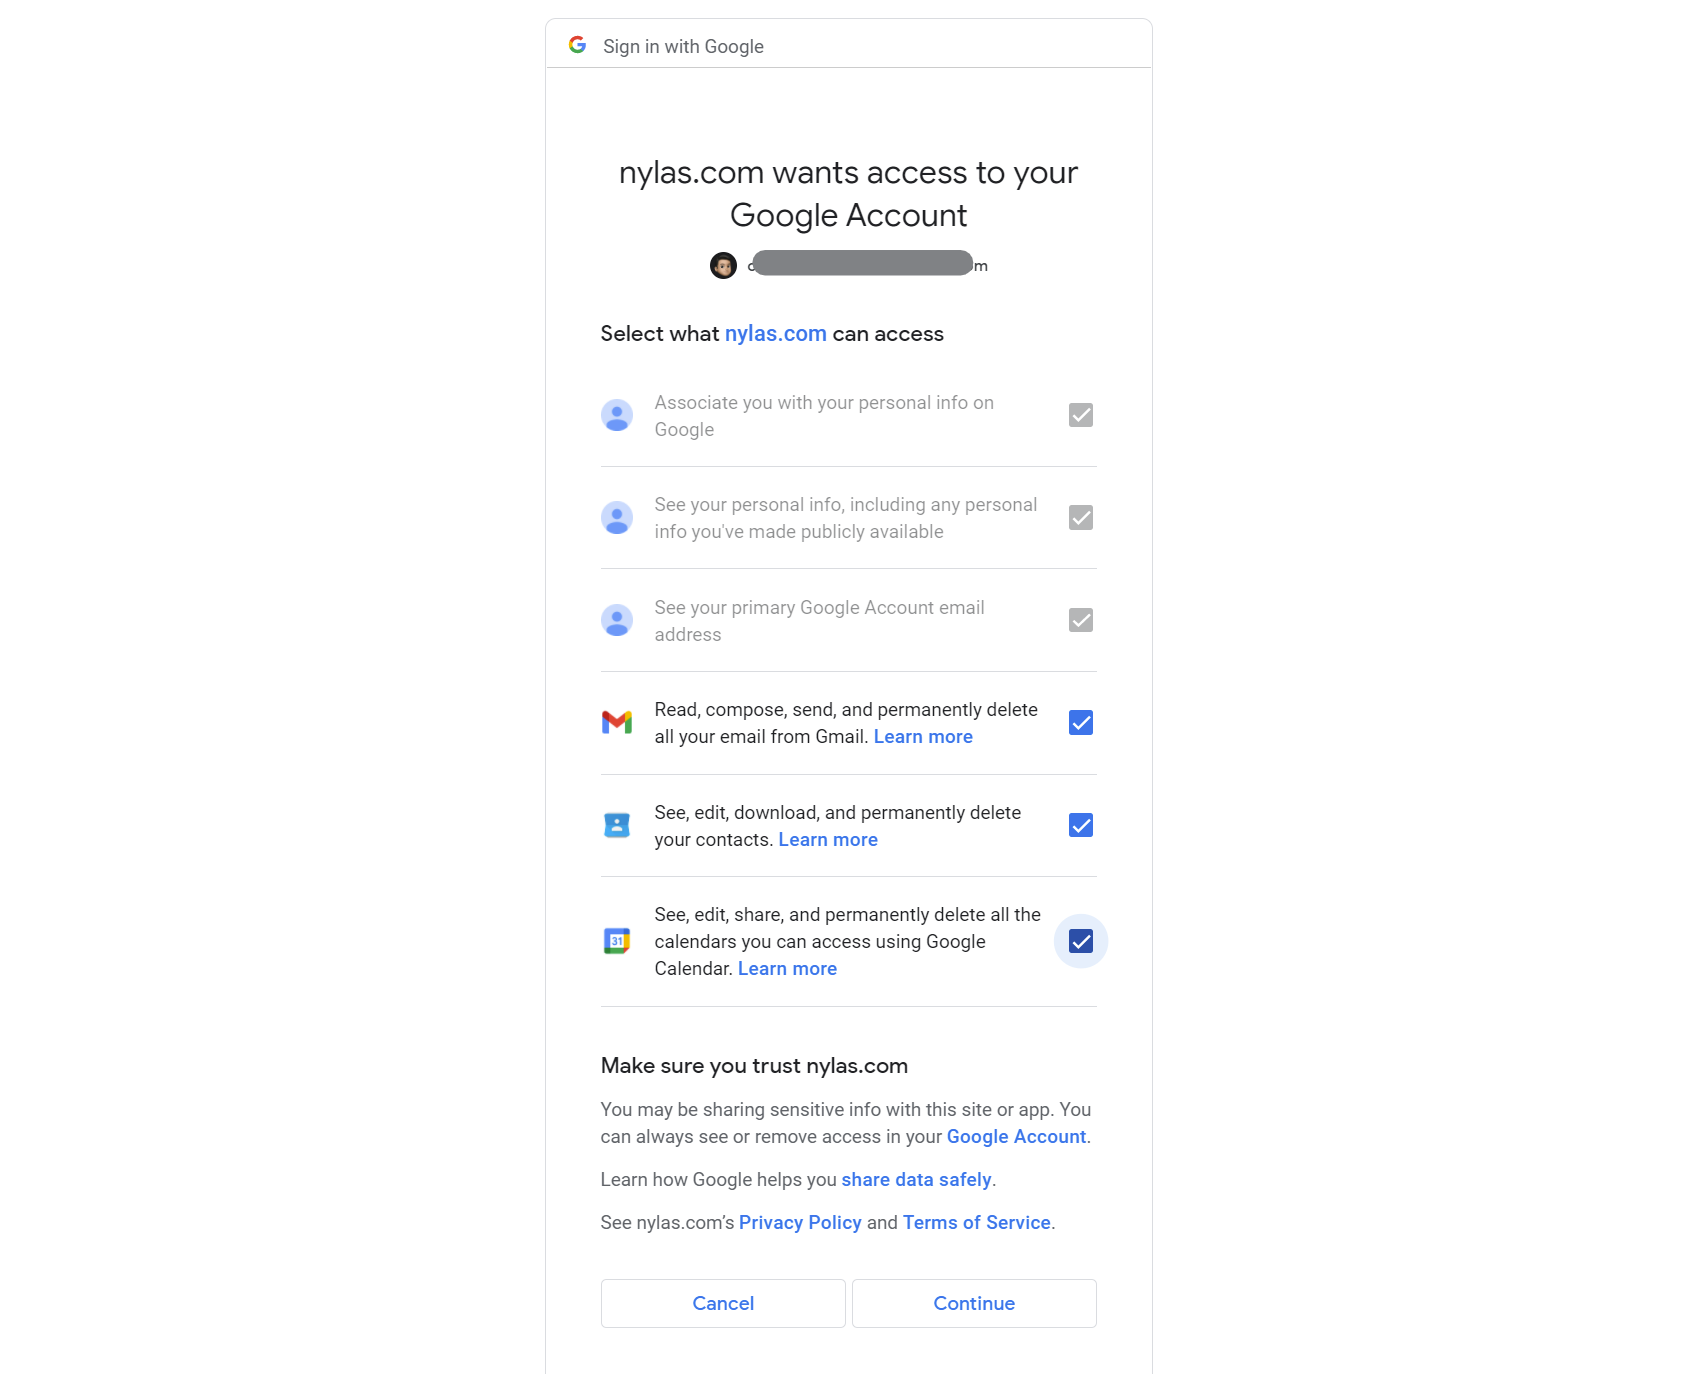 Sign in with Google
nylas.com wants access to your
Google Account
Select what nylas.com can access
Associate you with your personal info on
Google
See your personal info, including any personal
info you've made publicly available
See your primary Google Account email
address
Read, compose, send, and permanently delete
all your email from Gmail. Learn more
See, edit, download, and permanently delete
your contacts. Learn more
See, edit, share, and permanently delete all the
31
calendars you can access using Google
Calendar. Learn more
Make sure you trust nylas.com
You may be sharing sensitive info with this site or app. You
can always see or remove access in your Google Account.
Learn how Google helps you share data safely.
See nylas.com’s Privacy Policy and Terms of Service.
Cancel
Continue